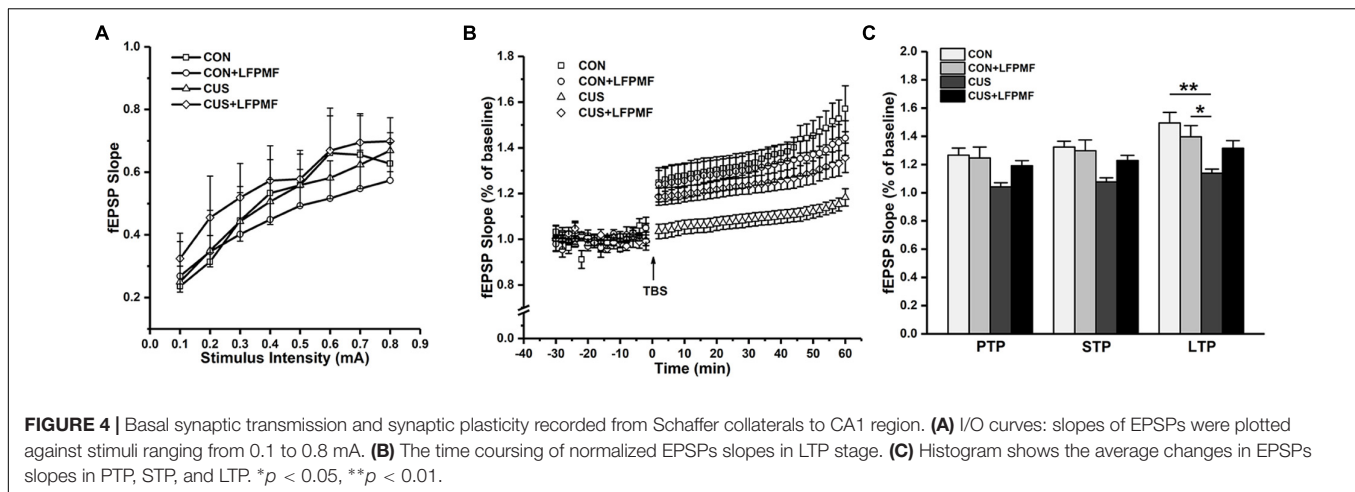 A
CON
CON+LFPMF
CUS
CUS+LFPMF
fEPSP Slope
1.0
0.8
0.6
0.4
0.2
0.0 0.1 0.2 0.3 0.4 0.5 0.6 0.7 0.8 0.9
Stimulus Intensity (mA)
B
CON
CON+LFPMF
CUS
CUS+LFPMF
fEPSP Slope (% of baseline)
1.8
1.6
1.4
1.2
1.0
0.8
0.0
TBS
-40 -30 -20 -10 0 10 20 30 40 50 60
Time (min)
C
CON
CON+LFPMF
CUS
CUS+LFPMF
fEPSP Slope (% of baseline)
2.0
1.8
1.6
1.4
1.2
1.0
0.8
0.6
0.4
0.2
0.0
**
*
PTP STP LTP
FIGURE 4 | Basal synaptic transmission and synaptic plasticity recorded from Schaffer collaterals to CA1 region. (A) I/O curves: slopes of EPSPs were plotted
against stimuli ranging from 0.1 to 0.8 mA. (B) The time coursing of normalized EPSPs slopes in LTP stage. (C) Histogram shows the average changes in EPSPs
slopes in PTP, STP, and LTP. *p < 0.05, **p < 0.01.